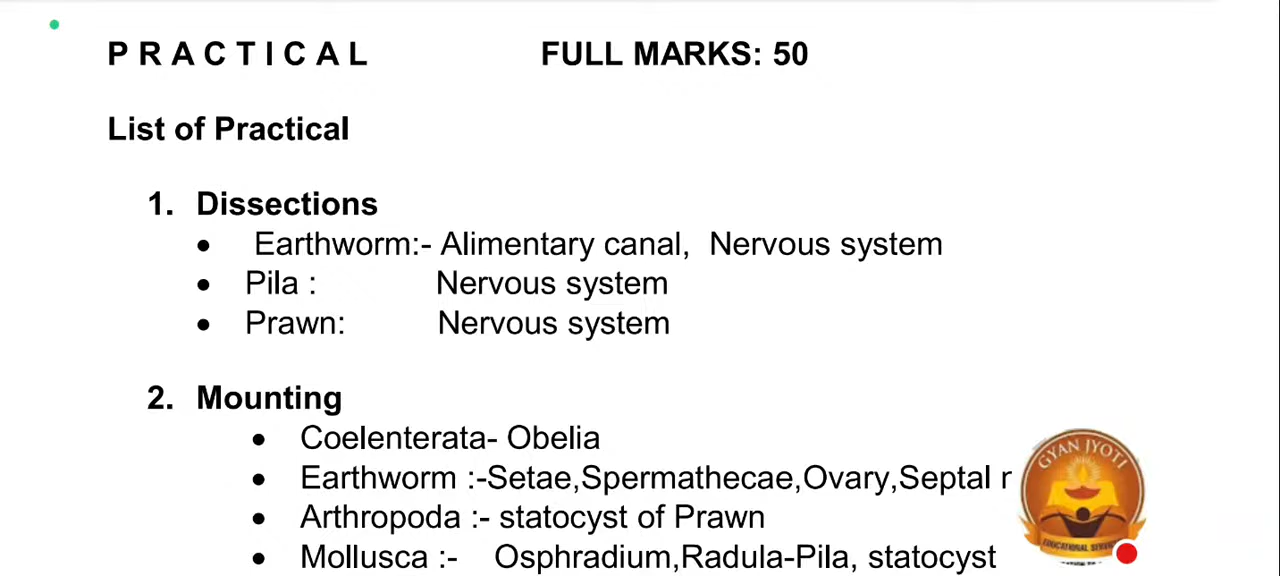 PRACTICAL FULL MARKS: 50
List of Practical
1. Dissections
• Earthworm:- Alimentary canal, Nervous system
• Pila : Nervous system
• Prawn: Nervous system
2. Mounting
• Coelenterata- Obelia
• Earthworm :-Setae,Spermathecae,Ovary,Septal
• Arthropoda :- statocyst of Prawn
• Mollusca :- Osphradium,Radula-Pila, statocyst
GYAN JYOTI
EDUCATIONAL